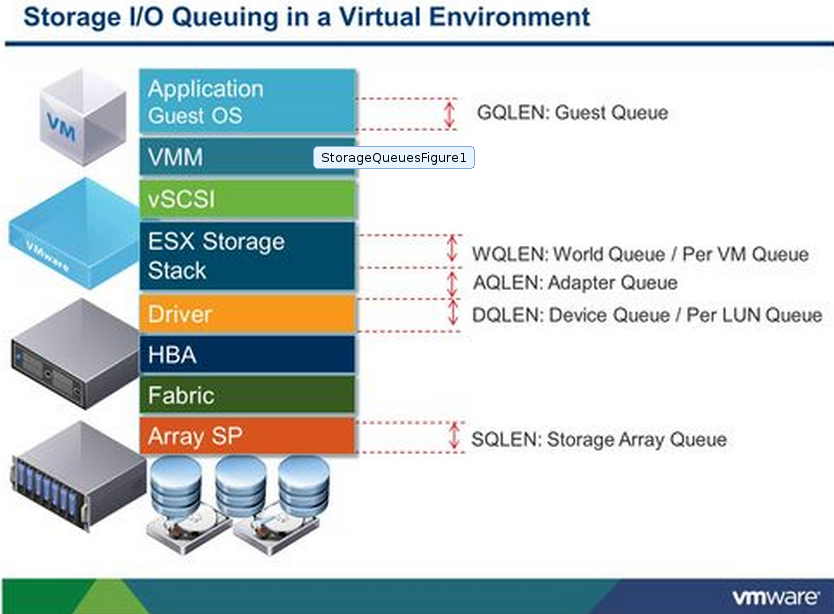 Storage I/O Queuing in a Virtual Environment
VM
Application
Guest OS
GQLEN: Guest Queue
VMM
StorageQueuesFigure1
vSCSI
VMware
ESX Storage
Stack
WQLEN: World Queue / Per VM Queue
AQLEN: Adapter Queue
Driver
DQLEN: Device Queue / Per LUN Queue
HBA
Fabric
Array SP
SQLEN: Storage Array Queue
vmware